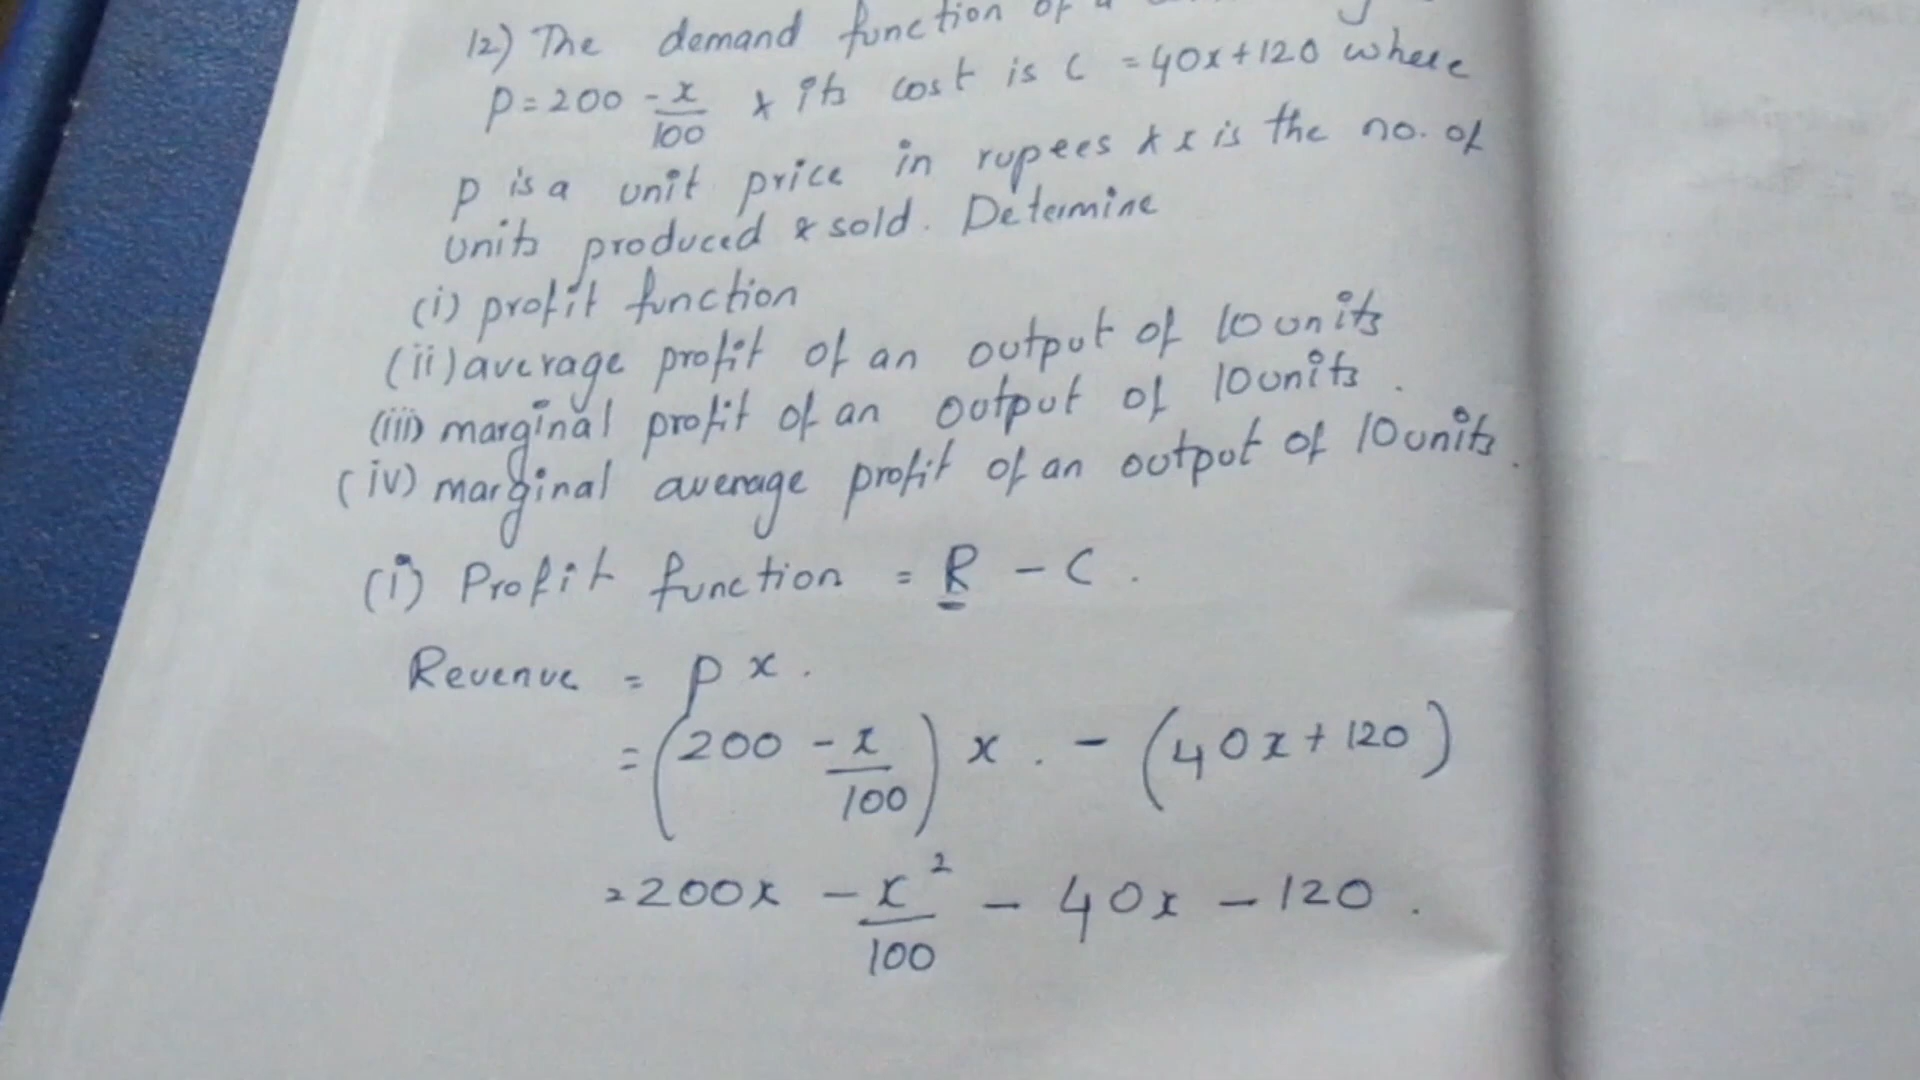 12) The demand function of a
p = 200 - x/100 & its cost is C = 40x + 120 where
p is a unit price in rupees & x is the no. of
units produced & sold. Determine
(i) profit function
(ii) average profit of an output of 10 units
(iii) marginal profit of an output of 10 units.
(iv) marginal average profit of an output of 10 units.
(i) Profit function = R - C.
Revenue = p x.
= (200 - x/100) x. - (40x + 120)
= 200x - x²/100 - 40x - 120.